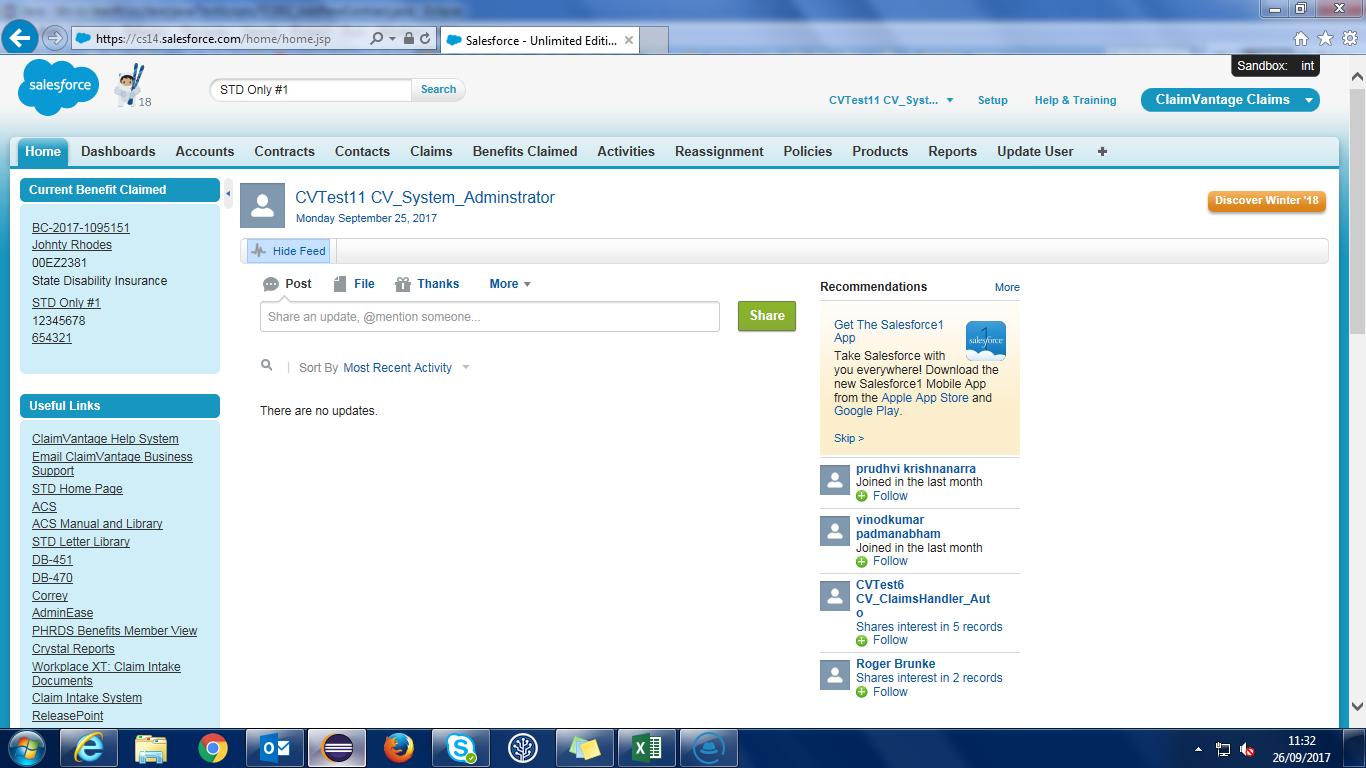 https://cs14.salesforce.com/home/home.jsp
Salesforce - Unlimited Editi...
Sandbox: int
salesforce
18
STD Only #1
Search
CVTest11 CV_Syst...
Setup
Help & Training
ClaimVantage Claims
Home
Dashboards
Accounts
Contracts
Contacts
Claims
Benefits Claimed
Activities
Reassignment
Policies
Products
Reports
Update User
Current Benefit Claimed
BC-2017-1095151
Johnty Rhodes
00EZ2381
State Disability Insurance
STD Only #1
12345678
654321
Useful Links
ClaimVantage Help System
Email ClaimVantage Business
Support
STD Home Page
ACS
ACS Manual and Library
STD Letter Library
DB-451
DB-470
Correy
AdminEase
PHRDS Benefits Member View
Crystal Reports
Workplace XT: Claim Intake
Documents
Claim Intake System
ReleasePoint
CVTest11 CV_System_Adminstrator
Monday September 25, 2017
Discover Winter '18
Hide Feed
Post
File
Thanks
More
Share an update, @mention someone...
Share
Sort By Most Recent Activity
There are no updates.
Recommendations
More
Get The Salesforce1
App
1
salesforce
Take Salesforce with
you everywhere! Download the
new Salesforce1 Mobile App
from the Apple App Store and
Google Play.
Skip >
prudhvi krishnanarra
Joined in the last month
Follow
vinodkumar
padmanabham
Joined in the last month
Follow
CVTest6
CV_ClaimsHandler_Aut
o
Shares interest in 5 records
Follow
Roger Brunke
Shares interest in 2 records
Follow
11:32
26/09/2017